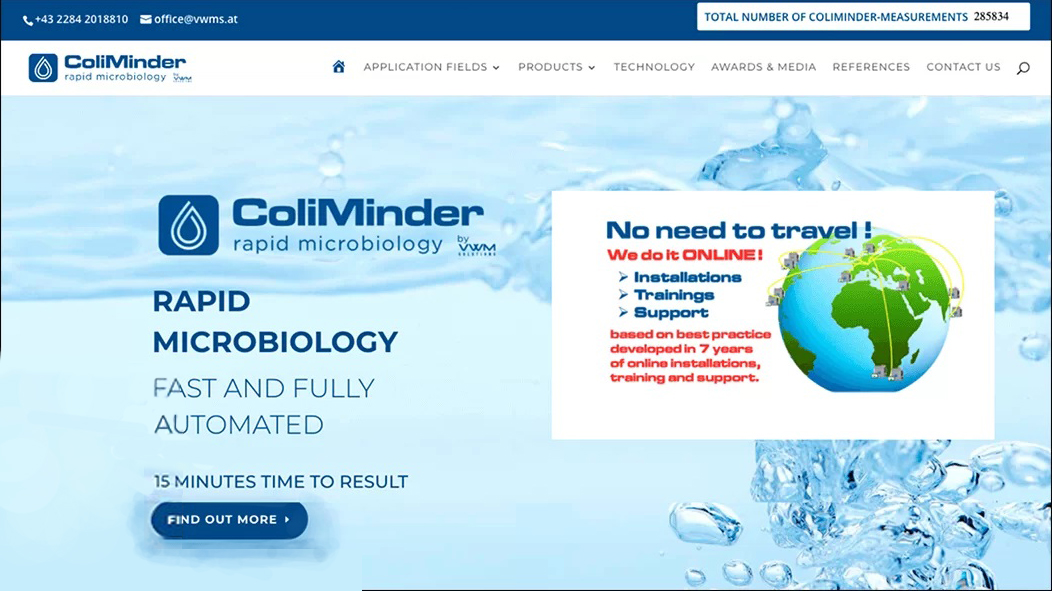 +43 2284 2018810 office@vwms.at
TOTAL NUMBER OF COLIMINDER-MEASUREMENTS 285834
ColiMinder
rapid microbiology by VWM
APPLICATION FIELDS PRODUCTS TECHNOLOGY AWARDS & MEDIA REFERENCES CONTACT US
ColiMinder
rapid microbiology by VWM
SOLUTIONS
RAPID
MICROBIOLOGY
FAST AND FULLY
AUTOMATED
15 MINUTES TIME TO RESULT
FIND OUT MORE
No need to travel !
We do it ONLINE!
Installations
Trainings
Support
based on best practice
developed in 7 years
of online installations,
training and support.